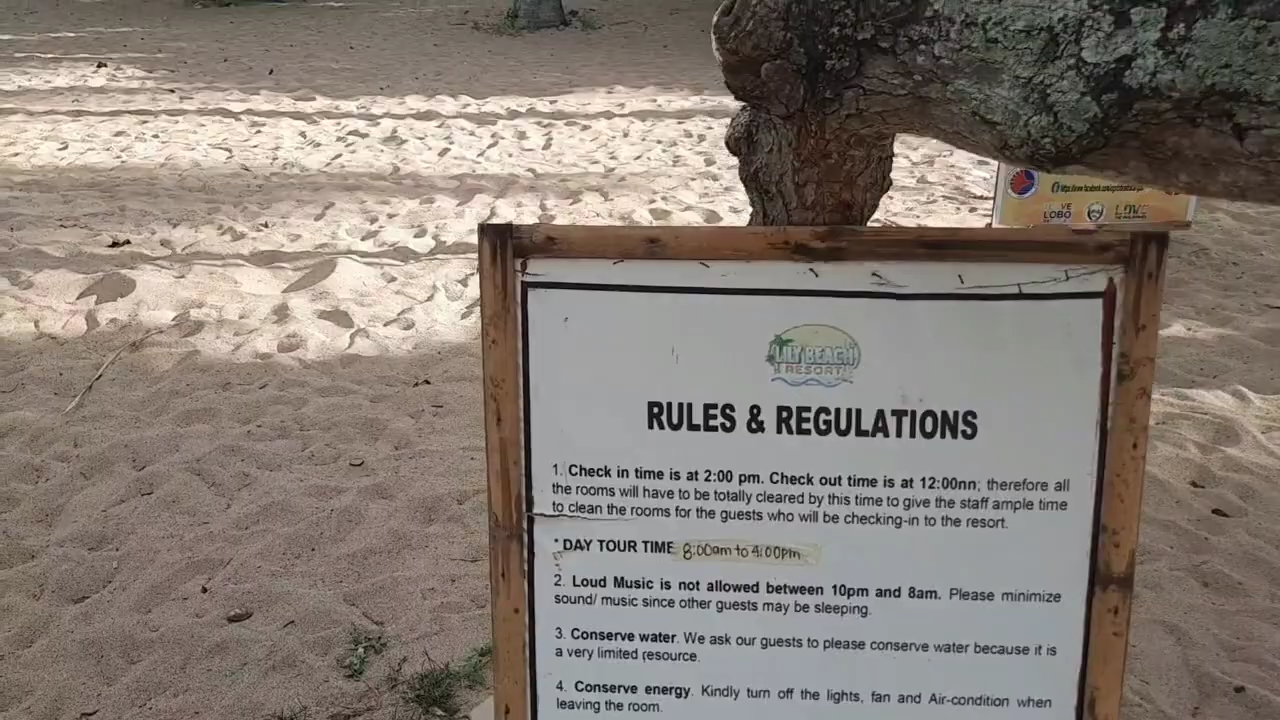 LOBO
LOVE
LILY BEACH
RESORT
RULES & REGULATIONS
1. Check in time is at 2:00 pm. Check out time is at 12:00nn; therefore all
the rooms will have to be totally cleared by this time to give the staff ample time
to clean the rooms for the guests who will be checking-in to the resort.
* DAY TOUR TIME 8:00am to 4:00pm
2. Loud Music is not allowed between 10pm and 8am. Please minimize
sound/ music since other guests may be sleeping.
3. Conserve water. We ask our guests to please conserve water because it is
a very limited resource.
4. Conserve energy. Kindly turn off the lights, fan and Air-condition when
leaving the room.